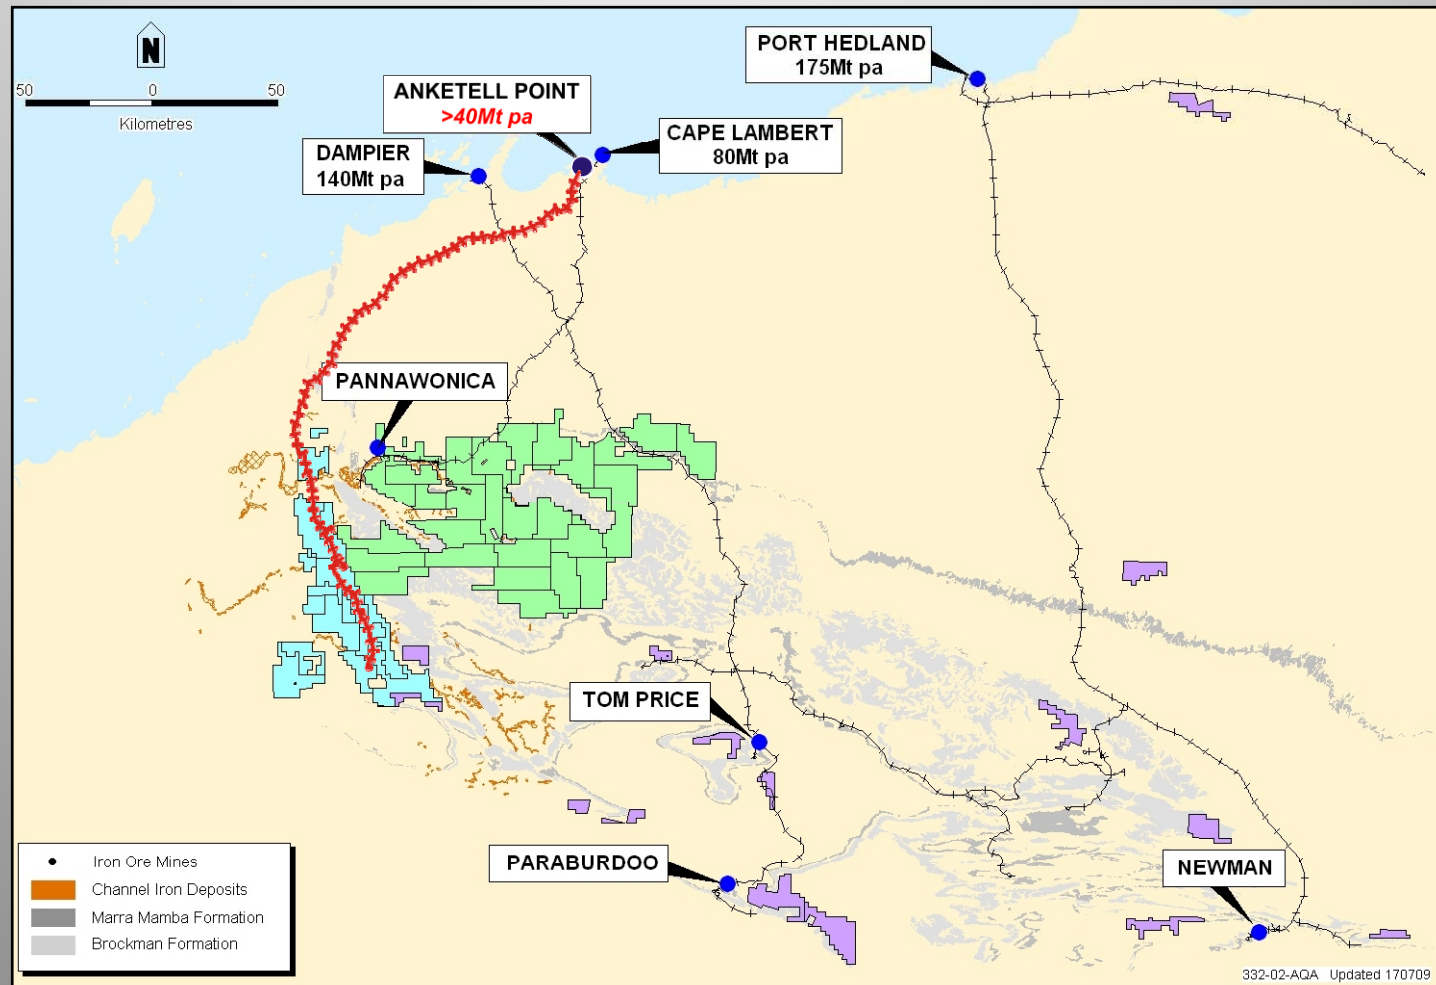 N
50 0 50
Kilometres
ANKETELL POINT
>40Mt pa
DAMPIER
140Mt pa
CAPE LAMBERT
80Mt pa
PORT HEDLAND
175Mt pa
PANNAWONICA
TOM PRICE
PARABURDOO
NEWMAN
Iron Ore Mines
Channel Iron Deposits
Marra Mamba Formation
Brockman Formation
332-02-AQA Updated 170709